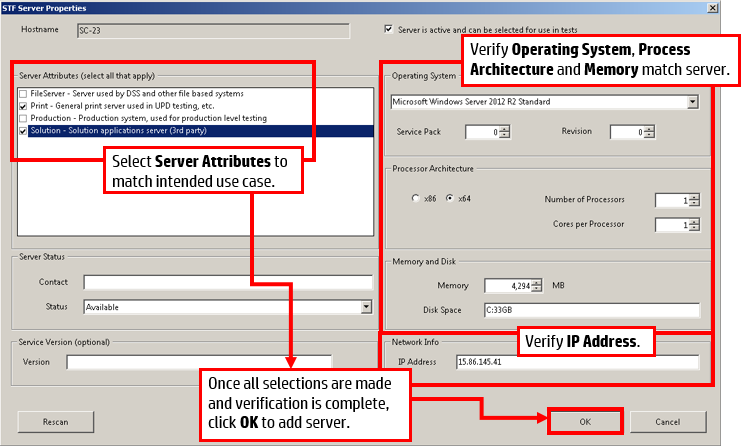 STF Server Properties
Hostname
SC-23
Server is active and can be selected for use in tests
Verify Operating System, Process
Architecture and Memory match server.
Server Attributes (select all that apply)
FileServer - Server used by DSS and other file based systems
Print - General print server used in UPD testing, etc.
Production - Production system, used for production level testing
Solution - Solution applications server (3rd party)
Select Server Attributes to
match intended use case.
Operating System
Microsoft Windows Server 2012 R2 Standard
Service Pack 0 Revision 0
Processor Architecture
x86 x64 Number of Processors 1
Cores per Processor 1
Server Status
Contact
Status Available
Memory and Disk
Memory 4,294 MB
Disk Space C:33GB
Verify IP Address.
Service Version (optional)
Version
Network Info
IP Address 15.86.145.41
Once all selections are made
and verification is complete,
click OK to add server.
Rescan
OK
Cancel